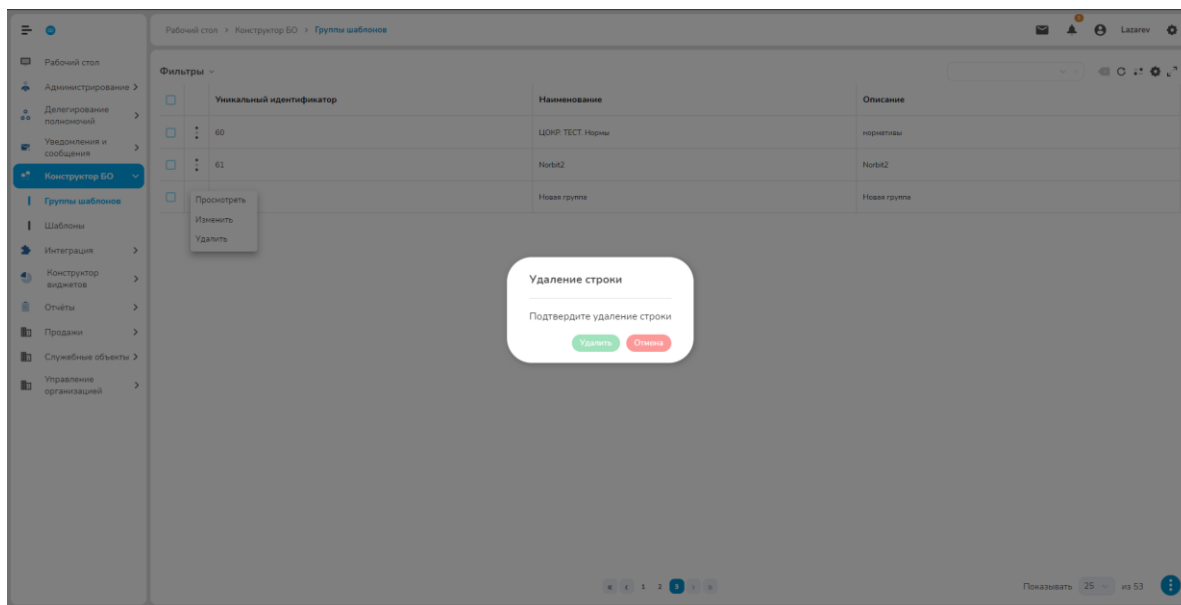 Рабочий стол > Конструктор БО > Группы шаблонов
Lazarev
Рабочий стол
Администрирование
Делегирование
полномочий
Уведомления и
сообщения
Конструктор БО
Группы шаблонов
Шаблоны
Интеграция
Конструктор
виджетов
Отчёты
Продажи
Служебные объекты
Управление
организацией
Фильтры
Уникальный идентификатор Наименование Описание
60 ЦОКР. ТЕСТ. Нормы нормативы
61 Norbit2 Norbit2
Новая группа Новая группа
Просмотреть
Изменить
Удалить
Удаление строки
Подтвердите удаление строки
Удалить Отмена
« ‹ 1 2 3 › »
Показывать 25 из 53